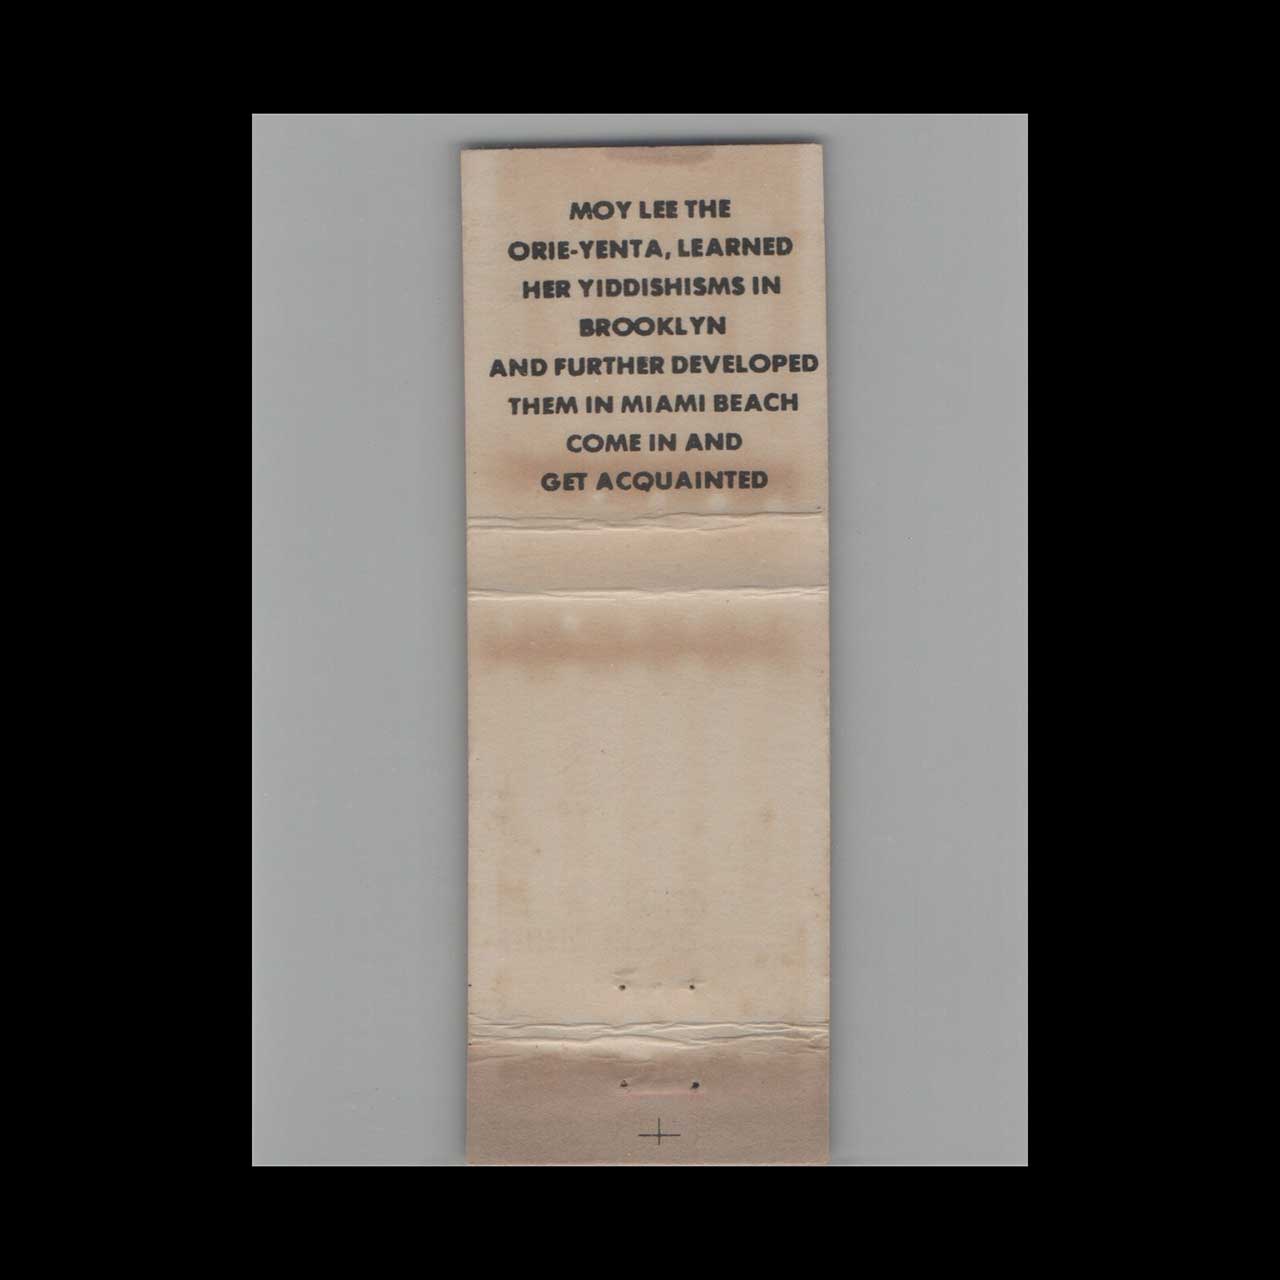 MOY LEE THE
ORIE-YENTA, LEARNED
HER YIDDISHISMS IN
BROOKLYN
AND FURTHER DEVELOPED
THEM IN MIAMI BEACH
COME IN AND
GET ACQUAINTED